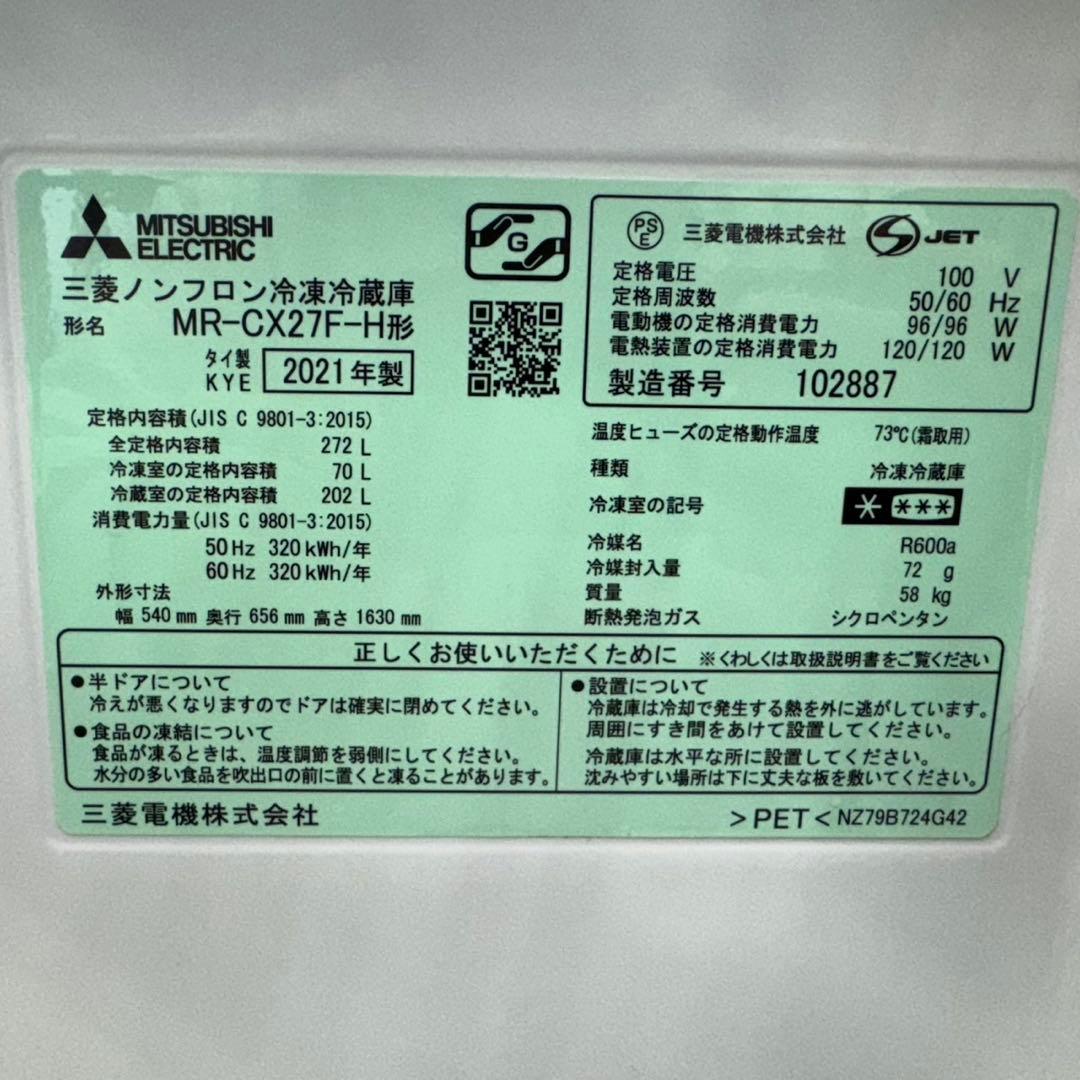 MITSUBISHI
ELECTRIC
G
三菱ノンフロン冷凍冷蔵庫
形名 MR-CX27F-H形
タイ製
KYE 2021年製
定格内容積(JIS C 9801-3:2015)
全定格内容積 272 L
冷凍室の定格内容積 70 L
冷蔵室の定格内容積 202 L
消費電力量(JIS C 9801-3:2015)
50Hz 320kWh/年
60Hz 320kWh/年
外形寸法
幅 540 mm 奥行 656 mm 高さ 1630 mm
PSE 三菱電機株式会社 JET
定格電圧 100 V
定格周波数 50/60 Hz
電動機の定格消費電力 96/96 W
電熱装置の定格消費電力 120/120 W
製造番号 102887
温度ヒューズの定格動作温度 73℃(霜取用)
種類 冷凍冷蔵庫
冷凍室の記号
冷媒名 R600a
冷媒封入量 72 g
質量 58 kg
断熱発泡ガス シクロペンタン
正しくお使いいただくために ※くわしくは取扱説明書をご覧ください
●半ドアについて
冷えが悪くなりますのでドアは確実に閉めてください。
●食品の凍結について
食品が凍るときは、温度調節を弱側にしてください。
水分の多い食品を吹出口の前に置くと凍ることがあります。
●設置について
冷蔵庫は冷却で発生する熱を外に逃がしています。
周囲にすき間をあけて設置してください。
冷蔵庫は水平な所に設置してください。
沈みやすい場所は下に丈夫な板を敷いてください。
三菱電機株式会社
>PET< NZ79B724G42